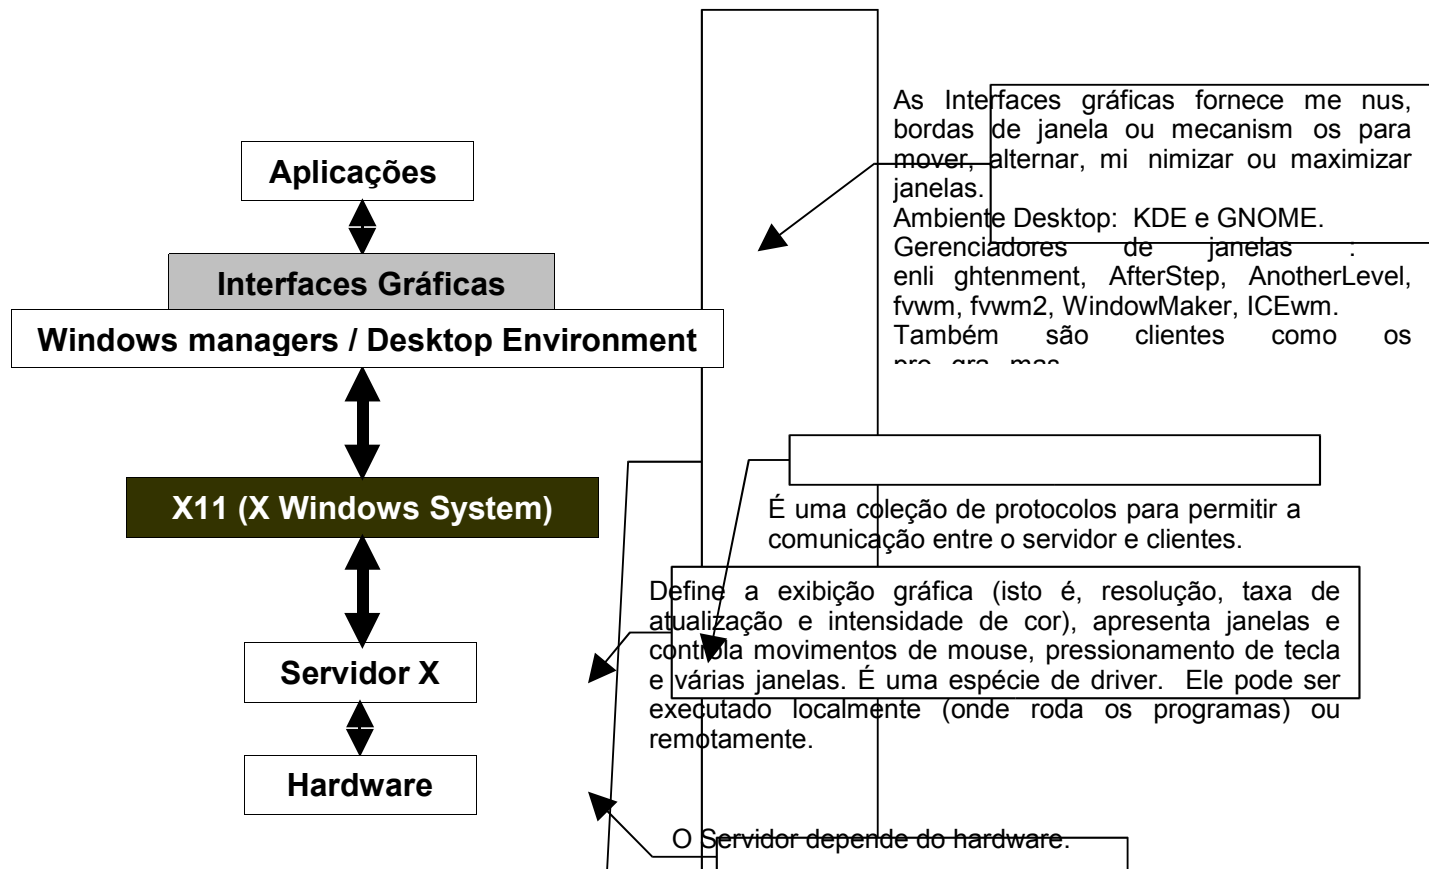 Aplicações
Interfaces Gráficas
Windows managers / Desktop Environment
X11 (X Windows System)
Servidor X
Hardware
As Interfaces gráficas fornece me nus,
bordas de janela ou mecanism os para
mover, alternar, mi nimizar ou maximizar
janelas.
Ambiente Desktop: KDE e GNOME.
Gerenciadores de janelas :
enli ghtenment, AfterStep, AnotherLevel,
fvwm, fvwm2, WindowMaker, ICEwm.
Também são clientes como os
pro gra mas
É uma coleção de protocolos para permitir a
comunicação entre o servidor e clientes.
Define a exibição gráfica (isto é, resolução, taxa de
atualização e intensidade de cor), apresenta janelas e
controla movimentos de mouse, pressionamento de tecla
e várias janelas. É uma espécie de driver. Ele pode ser
executado localmente (onde roda os programas) ou
remotamente.
O Servidor depende do hardware.